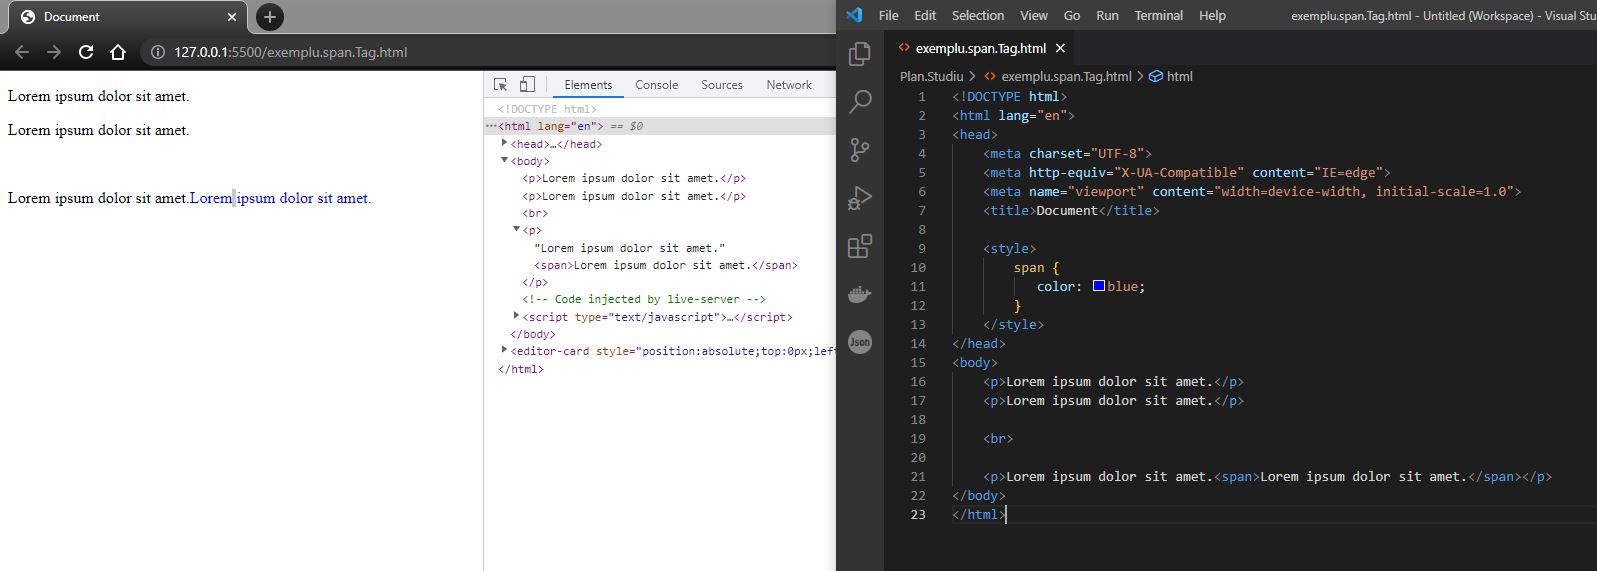 Document
127.0.0.1:5500/exemplu.span.Tag.html
Lorem ipsum dolor sit amet.
Lorem ipsum dolor sit amet.
Lorem ipsum dolor sit amet.Lorem ipsum dolor sit amet.
Elements Console Sources Network
<!DOCTYPE html>
<html lang="en"> == $0
<head>…</head>
<body>
<p>Lorem ipsum dolor sit amet.</p>
<p>Lorem ipsum dolor sit amet.</p>
<br>
<p>
"Lorem ipsum dolor sit amet."
<span>Lorem ipsum dolor sit amet.</span>
</p>
<!-- Code injected by live-server -->
<script type="text/javascript">…</script>
</body>
<editor-card style="position:absolute;top:0px;left
</html>
File Edit Selection View Go Run Terminal Help exemplu.span.Tag.html - Untitled (Workspace) - Visual Stu
exemplu.span.Tag.html
Plan.Studiu > exemplu.span.Tag.html > html
Json
1 <!DOCTYPE html>
2 <html lang="en">
3 <head>
4 <meta charset="UTF-8">
5 <meta http-equiv="X-UA-Compatible" content="IE=edge">
6 <meta name="viewport" content="width=device-width, initial-scale=1.0">
7 <title>Document</title>
8
9 <style>
10 span {
11 color: blue;
12 }
13 </style>
14 </head>
15 <body>
16 <p>Lorem ipsum dolor sit amet.</p>
17 <p>Lorem ipsum dolor sit amet.</p>
18
19 <br>
20
21 <p>Lorem ipsum dolor sit amet.<span>Lorem ipsum dolor sit amet.</span></p>
22 </body>
23 </html>